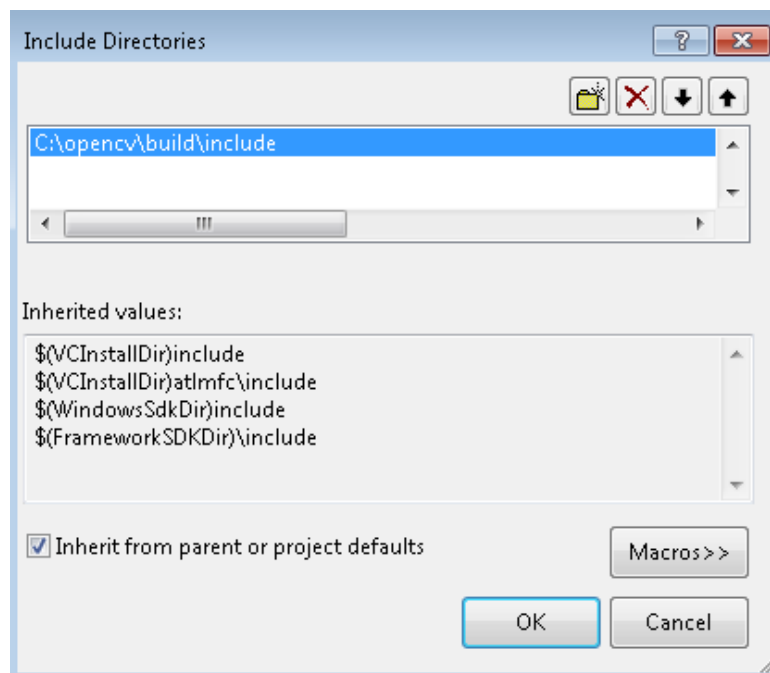 Include Directories
C:\opencv\build\include
Inherited values:
$(VCInstallDir)include
$(VCInstallDir)atlmfc\include
$(WindowsSdkDir)include
$(FrameworkSDKDir)\include
Inherit from parent or project defaults
Macros>>
OK
Cancel